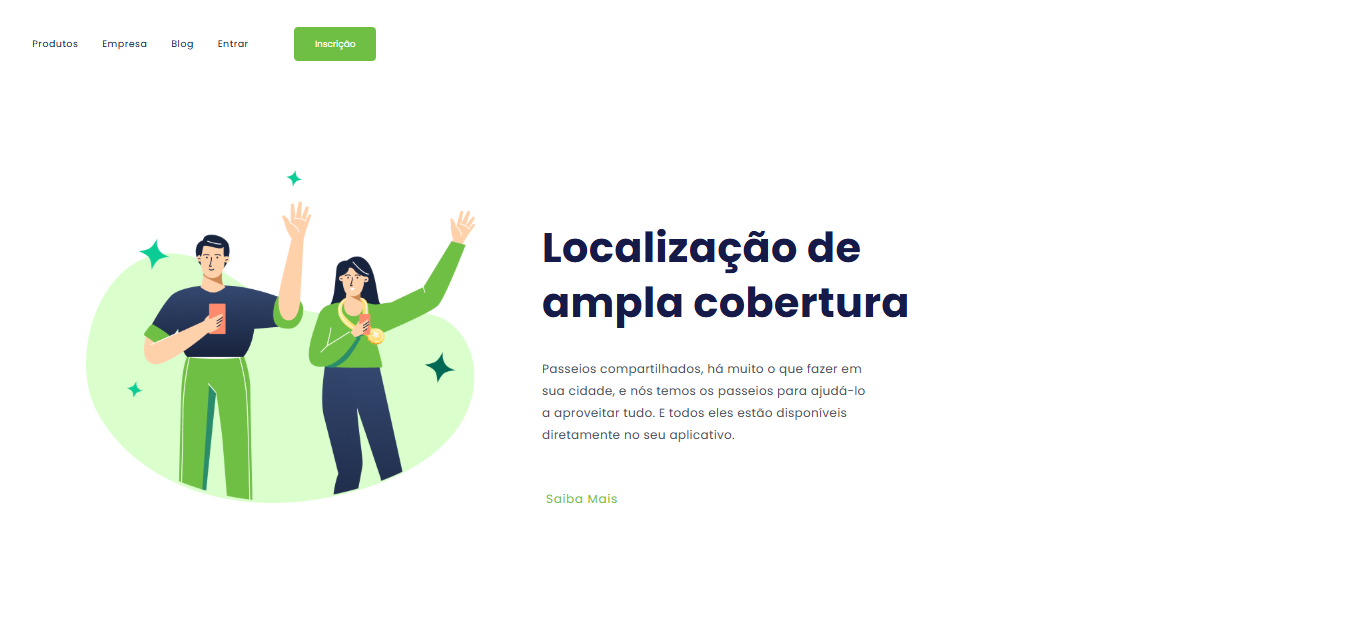 Produtos Empresa Blog Entrar Inscrição
Localização de
ampla cobertura
Passeios compartilhados, há muito o que fazer em
sua cidade, e nós temos os passeios para ajudá-lo
a aproveitar tudo. E todos eles estão disponíveis
diretamente no seu aplicativo.
Saiba Mais